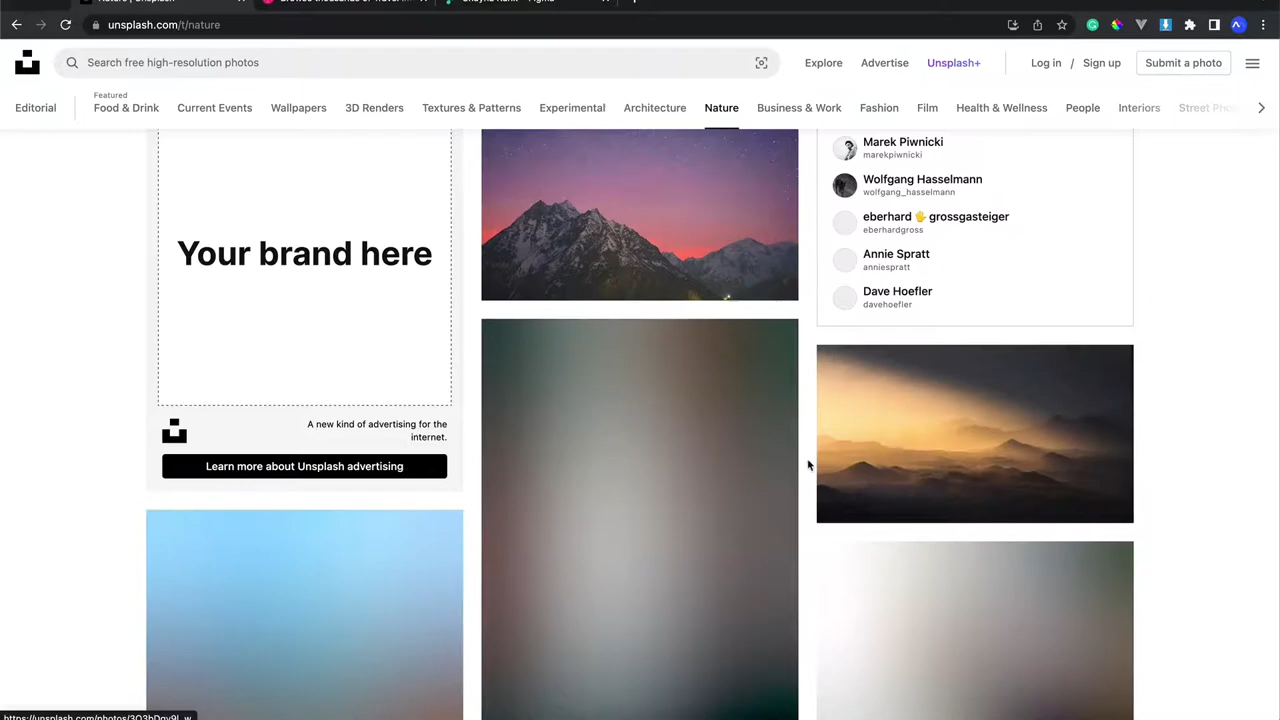 unsplash.com/t/nature
Search free high-resolution photos
Explore
Advertise
Unsplash+
Log in / Sign up
Submit a photo
Editorial
Featured
Food & Drink
Current Events
Wallpapers
3D Renders
Textures & Patterns
Experimental
Architecture
Nature
Business & Work
Fashion
Film
Health & Wellness
People
Interiors
Your brand here
A new kind of advertising for the
internet.
Learn more about Unsplash advertising
Marek Piwnicki
marekpiwnicki
Wolfgang Hasselmann
wolfgang_hasselmann
eberhard 🖐 grossgasteiger
eberhardgross
Annie Spratt
anniespratt
Dave Hoefler
davehoefler